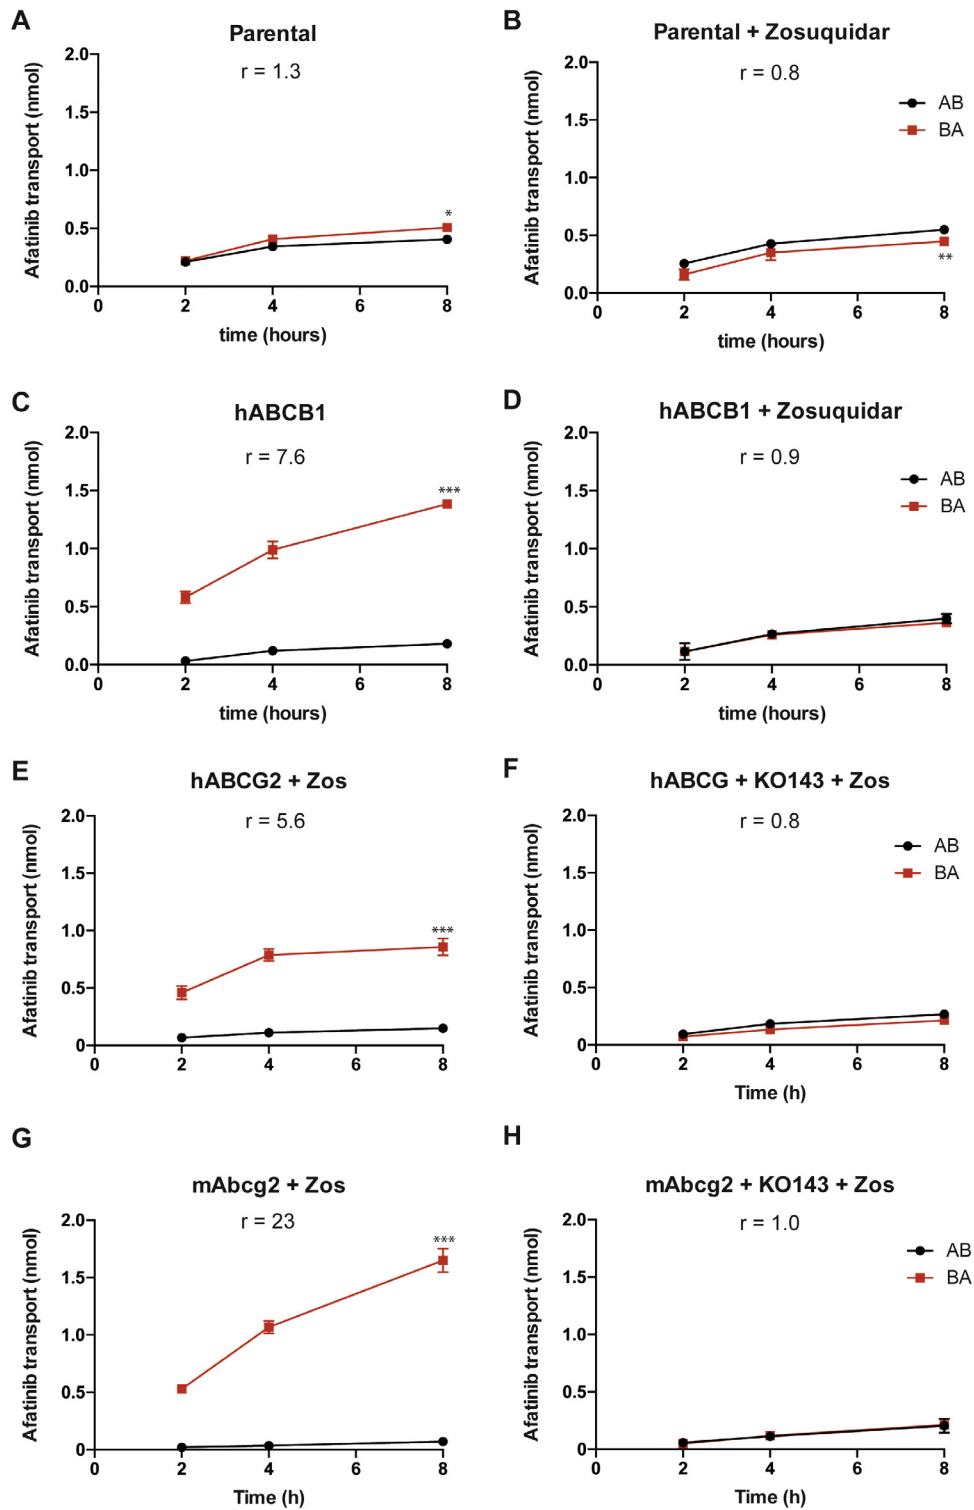 A
Parental
r = 1.3
Afatinib transport (nmol)
2.0
1.5
1.0
0.5
0.0
*
0 2 4 6 8
time (hours)
B
Parental + Zosuquidar
r = 0.8
Afatinib transport (nmol)
2.0
1.5
1.0
0.5
0.0
AB
BA
**
0 2 4 6 8
time (hours)
C
hABCB1
r = 7.6
Afatinib transport (nmol)
2.0
1.5
1.0
0.5
0.0
***
0 2 4 6 8
time (hours)
D
hABCB1 + Zosuquidar
r = 0.9
Afatinib transport (nmol)
2.0
1.5
1.0
0.5
0.0
AB
BA
0 2 4 6 8
time (hours)
E
hABCG2 + Zos
r = 5.6
Afatinib transport (nmol)
2.0
1.5
1.0
0.5
0
***
0 2 4 6 8
F
hABCG + KO143 + Zos
r = 0.8
Afatinib transport (nmol)
2.0
1.5
1.0
0.5
0
AB
BA
0 2 4 6 8
Time (h)
G
mAbcg2 + Zos
r = 23
Afatinib transport (nmol)
2.0
1.5
1.0
0.5
0
***
0 2 4 6 8
Time (h)
H
mAbcg2 + KO143 + Zos
r = 1.0
Afatinib transport (nmol)
2.0
1.5
1.0
0.5
0
AB
BA
0 2 4 6 8
Time (h)